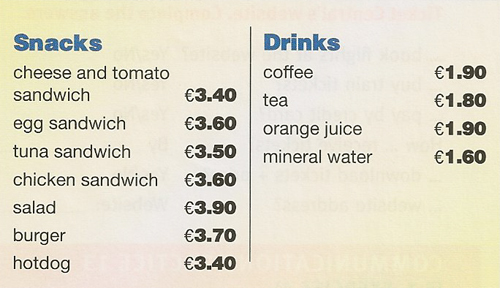 Snacks
cheese and tomato
sandwich €3.40
egg sandwich €3.60
tuna sandwich €3.50
chicken sandwich €3.60
salad €3.90
burger €3.70
hotdog €3.40
Drinks
coffee €1.90
tea €1.80
orange juice €1.90
mineral water €1.60